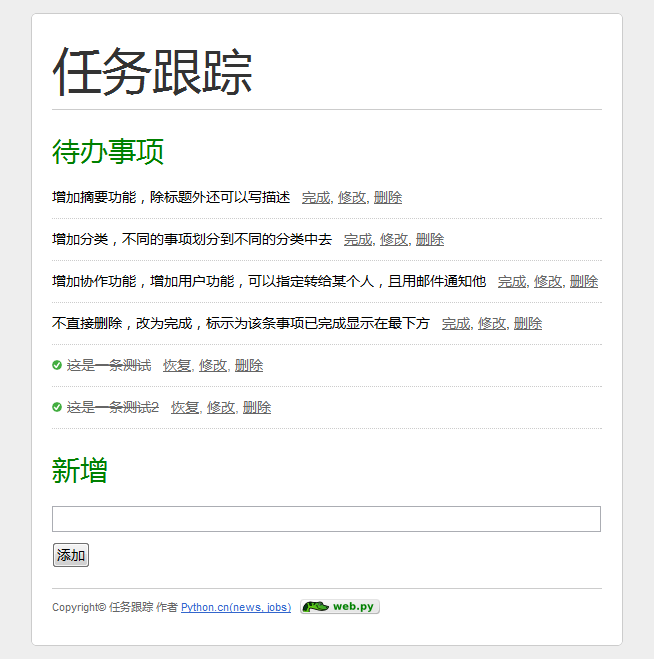 任务跟踪
待办事项
增加摘要功能，除标题外还可以写描述 完成, 修改, 删除
增加分类，不同的事项划分到不同的分类中去 完成, 修改, 删除
增加协作功能，增加用户功能，可以指定转给某个人，且用邮件通知他 完成, 修改, 删除
不直接删除，改为完成，标示为该条事项已完成显示在最下方 完成, 修改, 删除
这是一条测试 恢复, 修改, 删除
这是一条测试2 恢复, 修改, 删除
新增
添加
Copyright© 任务跟踪 作者 Python.cn(news, jobs) web.py